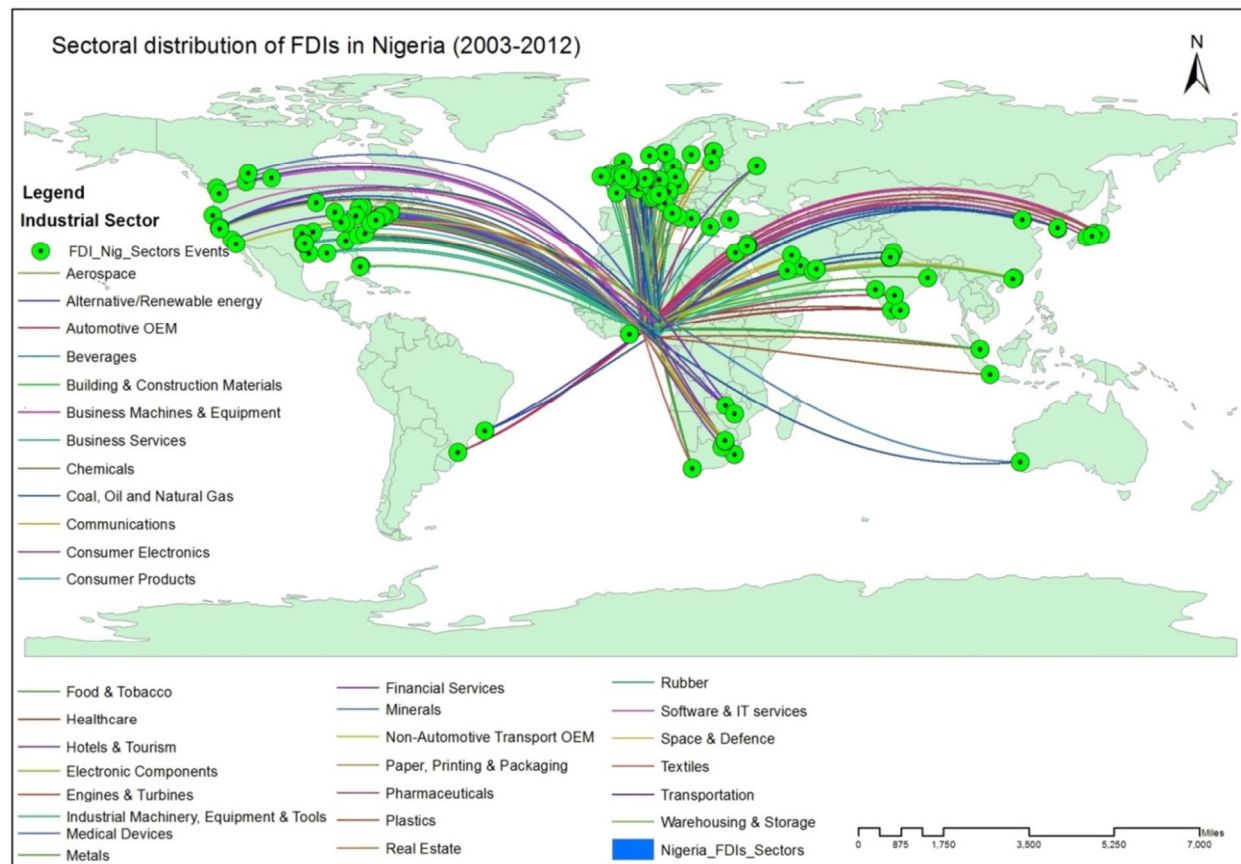 Sectoral distribution of FDIs in Nigeria (2003-2012)
N
Legend
Industrial Sector
FDI_Nig_Sectors Events
Aerospace
Alternative/Renewable energy
Automotive OEM
Beverages
Building & Construction Materials
Business Machines & Equipment
Business Services
Chemicals
Coal, Oil and Natural Gas
Communications
Consumer Electronics
Consumer Products
Food & Tobacco
Healthcare
Hotels & Tourism
Electronic Components
Engines & Turbines
Industrial Machinery, Equipment & Tools
Medical Devices
Metals
Financial Services
Minerals
Non-Automotive Transport OEM
Paper, Printing & Packaging
Pharmaceuticals
Plastics
Real Estate
Rubber
Software & IT services
Space & Defence
Textiles
Transportation
Warehousing & Storage
Nigeria_FDIs_Sectors
Miles
0 875 1,750 3,500 5,250 7,000